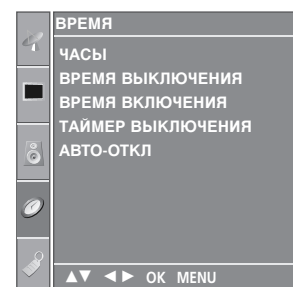 ВРЕМЯ
ЧАСЫ
ВРЕМЯ ВЫКЛЮЧЕНИЯ
ВРЕМЯ ВКЛЮЧЕНИЯ
ТАЙМЕР ВЫКЛЮЧЕНИЯ
АВТО-ОТКЛ
▲▼ ◄► OK MENU